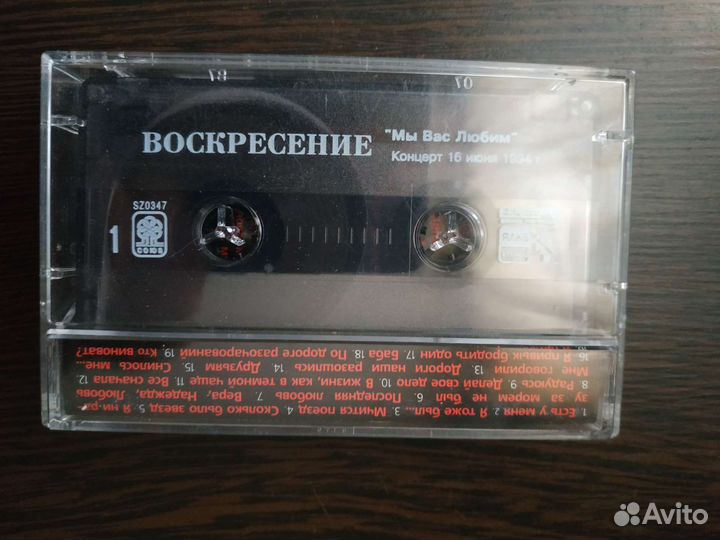 ВОСКРЕСЕНИЕ
"Мы Вас Любим"
Концерт 16 июня 1994 г
SZ0347
1
СОЮЗ
1. Есть у меня 2 Я тоже был... 3. Мчится поезд 4. Сколько было звезд 5. Я ни ра-
зу за морем не был 6. Последняя любовь 7. Вера, Надежда, Любовь
8. Радуюсь 9. Делай свое дело 10. В жизни, как в темной чаще 11. Все сначала 12.
Мне говорили 13. Дороги наши разошлись 14. Друзьям 15 Снилось мне...
16 Я привык бродить один 17. Баба 18. По дороге разочарований 19. Кто виноват?
Avito